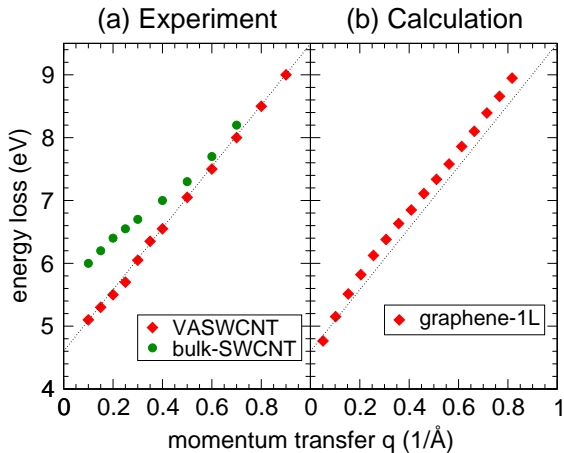 (a) Experiment
(b) Calculation
energy loss (eV)
9
8
7
6
5
4
VASWCNT
bulk-SWCNT
graphene-1L
0 0.2 0.4 0.6 0.8 0 0.2 0.4 0.6 0.8 1
momentum transfer q (1/Å)